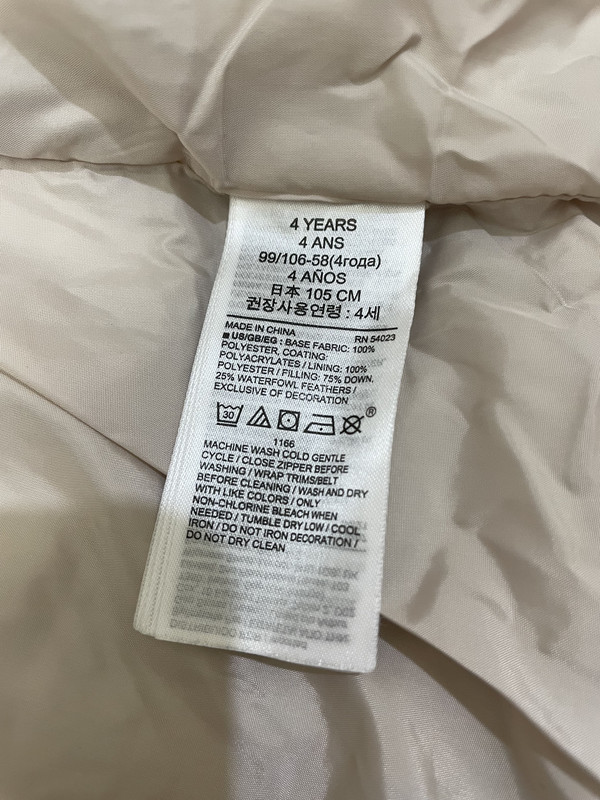 4 YEARS
4 ANS
99/106-58(4года)
4 AÑOS
日本 105 CM
권장사용연령 : 4세
MADE IN CHINA RN 54023
■ US/GB/EG : BASE FABRIC: 100%
POLYESTER, COATING:
POLYACRYLATES / LINING: 100%
POLYESTER / FILLING: 75% DOWN,
25% WATERFOWL FEATHERS /
EXCLUSIVE OF DECORATION
30 ®
1166
MACHINE WASH COLD GENTLE
CYCLE / CLOSE ZIPPER BEFORE
WASHING / WRAP TRIMS/BELT
BEFORE CLEANING / WASH AND DRY
WITH LIKE COLORS / ONLY
NON-CHLORINE BLEACH WHEN
NEEDED / TUMBLE DRY LOW / COOL
IRON / DO NOT IRON DECORATION /
DO NOT DRY CLEAN